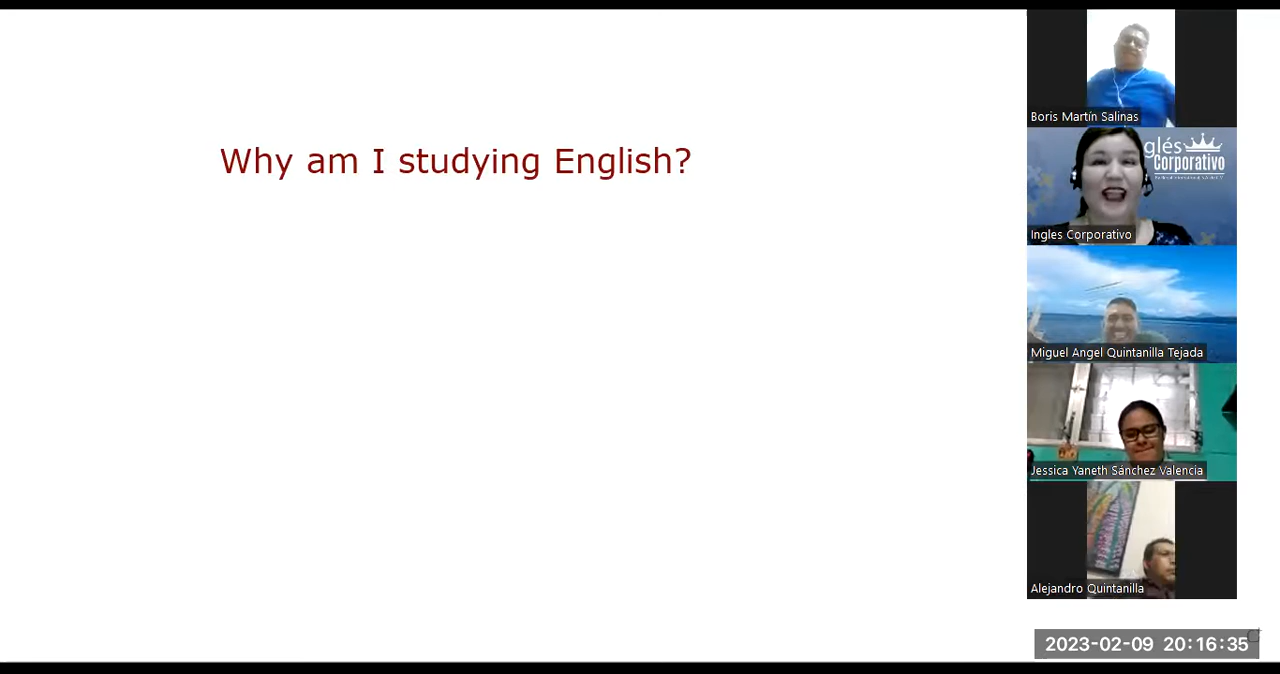 Why am I studying English?
Boris Martín Salinas
glés
Corporativo
Ingles Corporativo
Miguel Angel Quintanilla Tejada
Jessica Yaneth Sánchez Valencia
Alejandro Quintanilla
2023-02-09 20:16:35